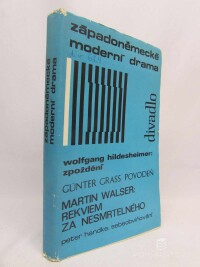 západoněmecké
moderní drama
divadlo
wolfgang hildesheimer:
zpoždění
GÜNTER GRASS POVODEŇ
MARTIN WALSER:
REKVIEM
ZA NESMRTELNÉHO
peter handke sebeobviňování
západoněmecké
moderní drama